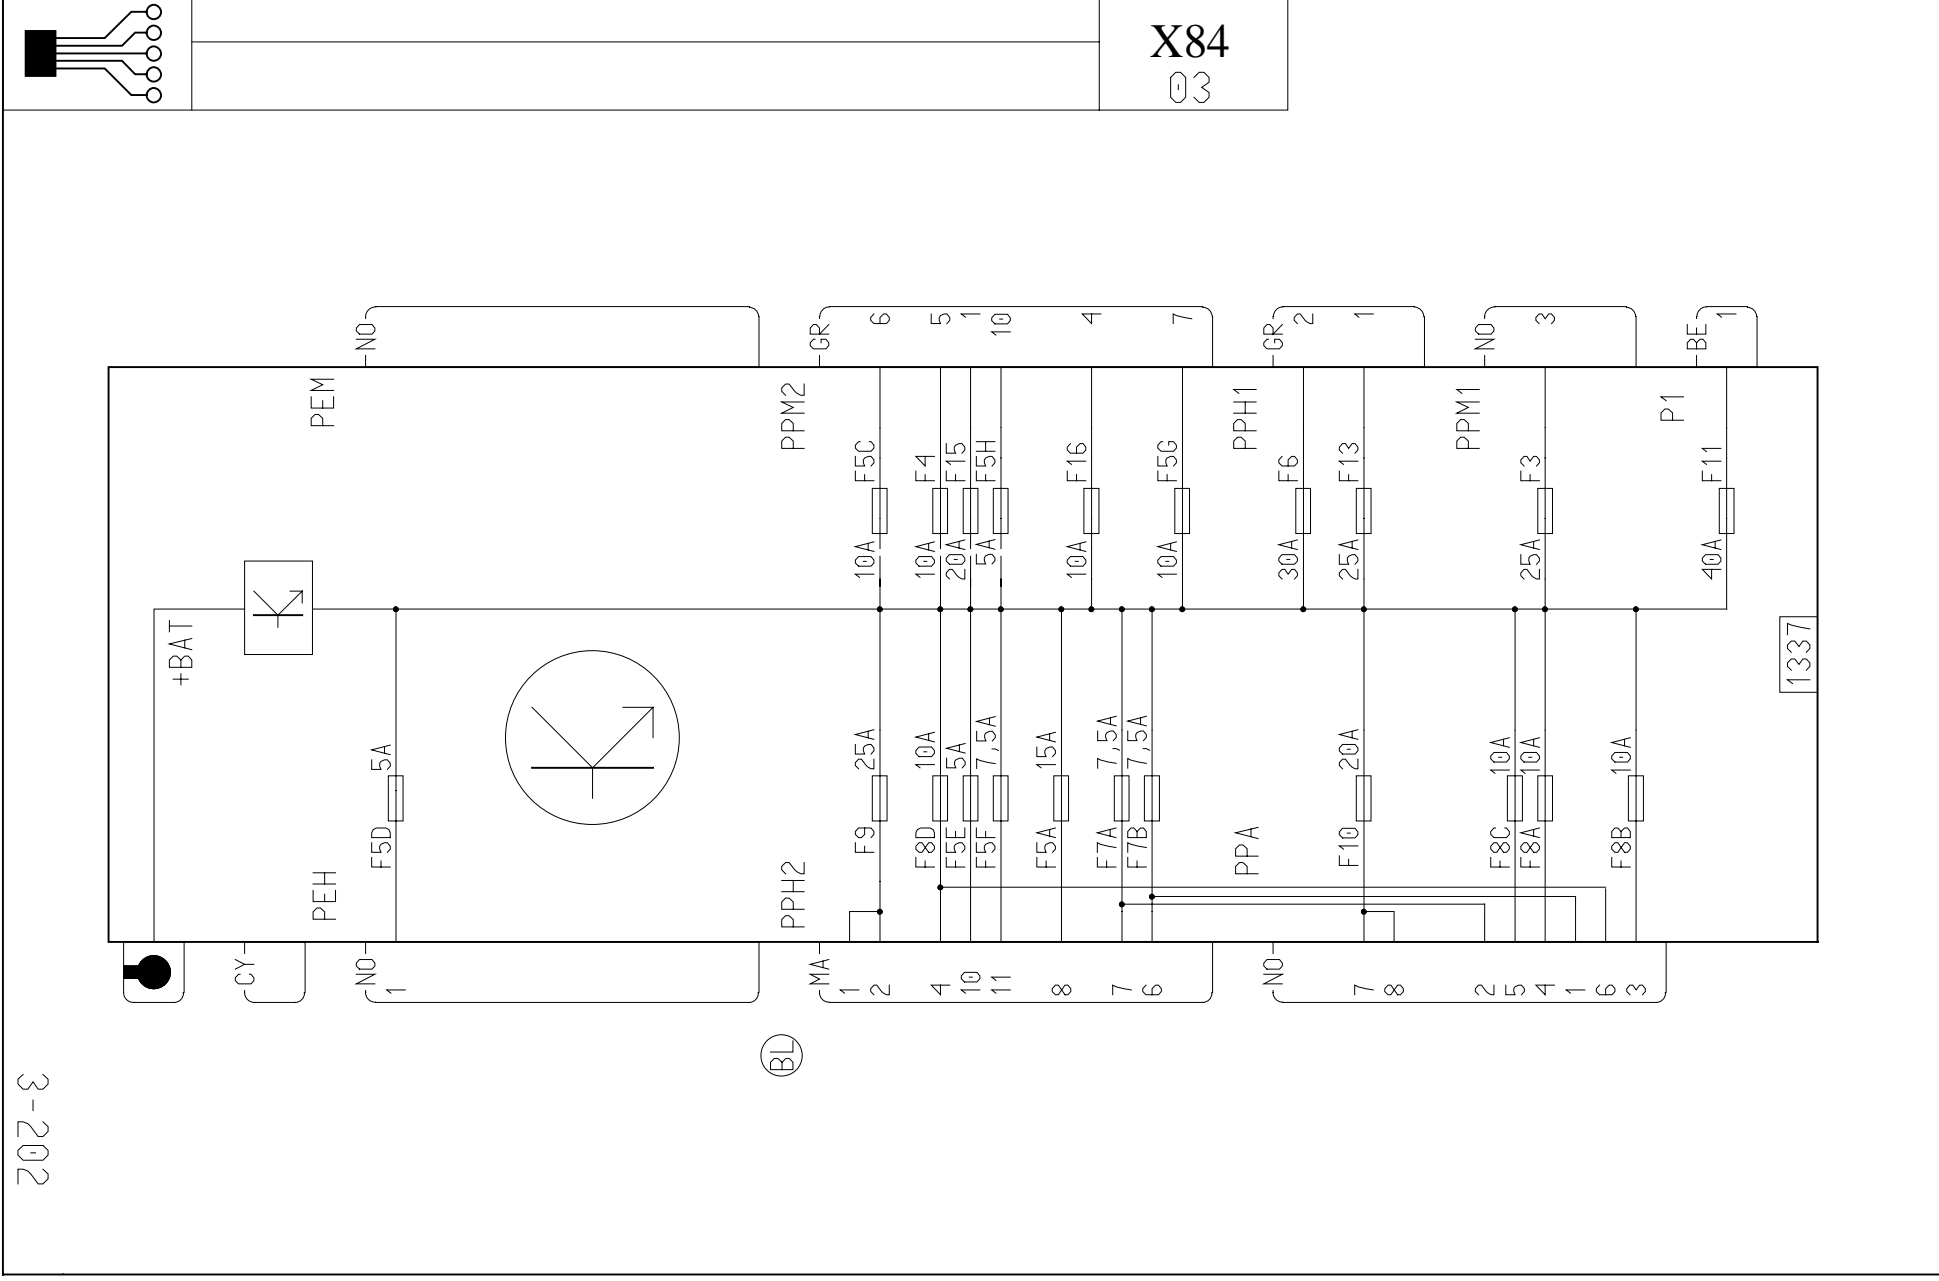 X84
03
NO
GR
6
5
1
10
4
7
GR
2
1
NO
3
BE
1
PEM
PPM2
PPH1
PPM1
P1
F5C
F4
F15
F5H
F16
F5G
F6
F13
F3
F11
10A
10A
20A
5A
10A
10A
30A
25A
25A
40A
+BAT
1337
5A
25A
10A
5A
7,5A
15A
7,5A
7,5A
20A
10A
10A
10A
F5D
F9
F8D
F5E
F5F
F5A
F7A
F7B
F10
F8C
F8A
F8B
PEH
PPH2
PPA
CY
NO
1
MA
1
2
4
10
11
8
7
6
NO
7
8
2
5
4
1
6
3
BL
3-202